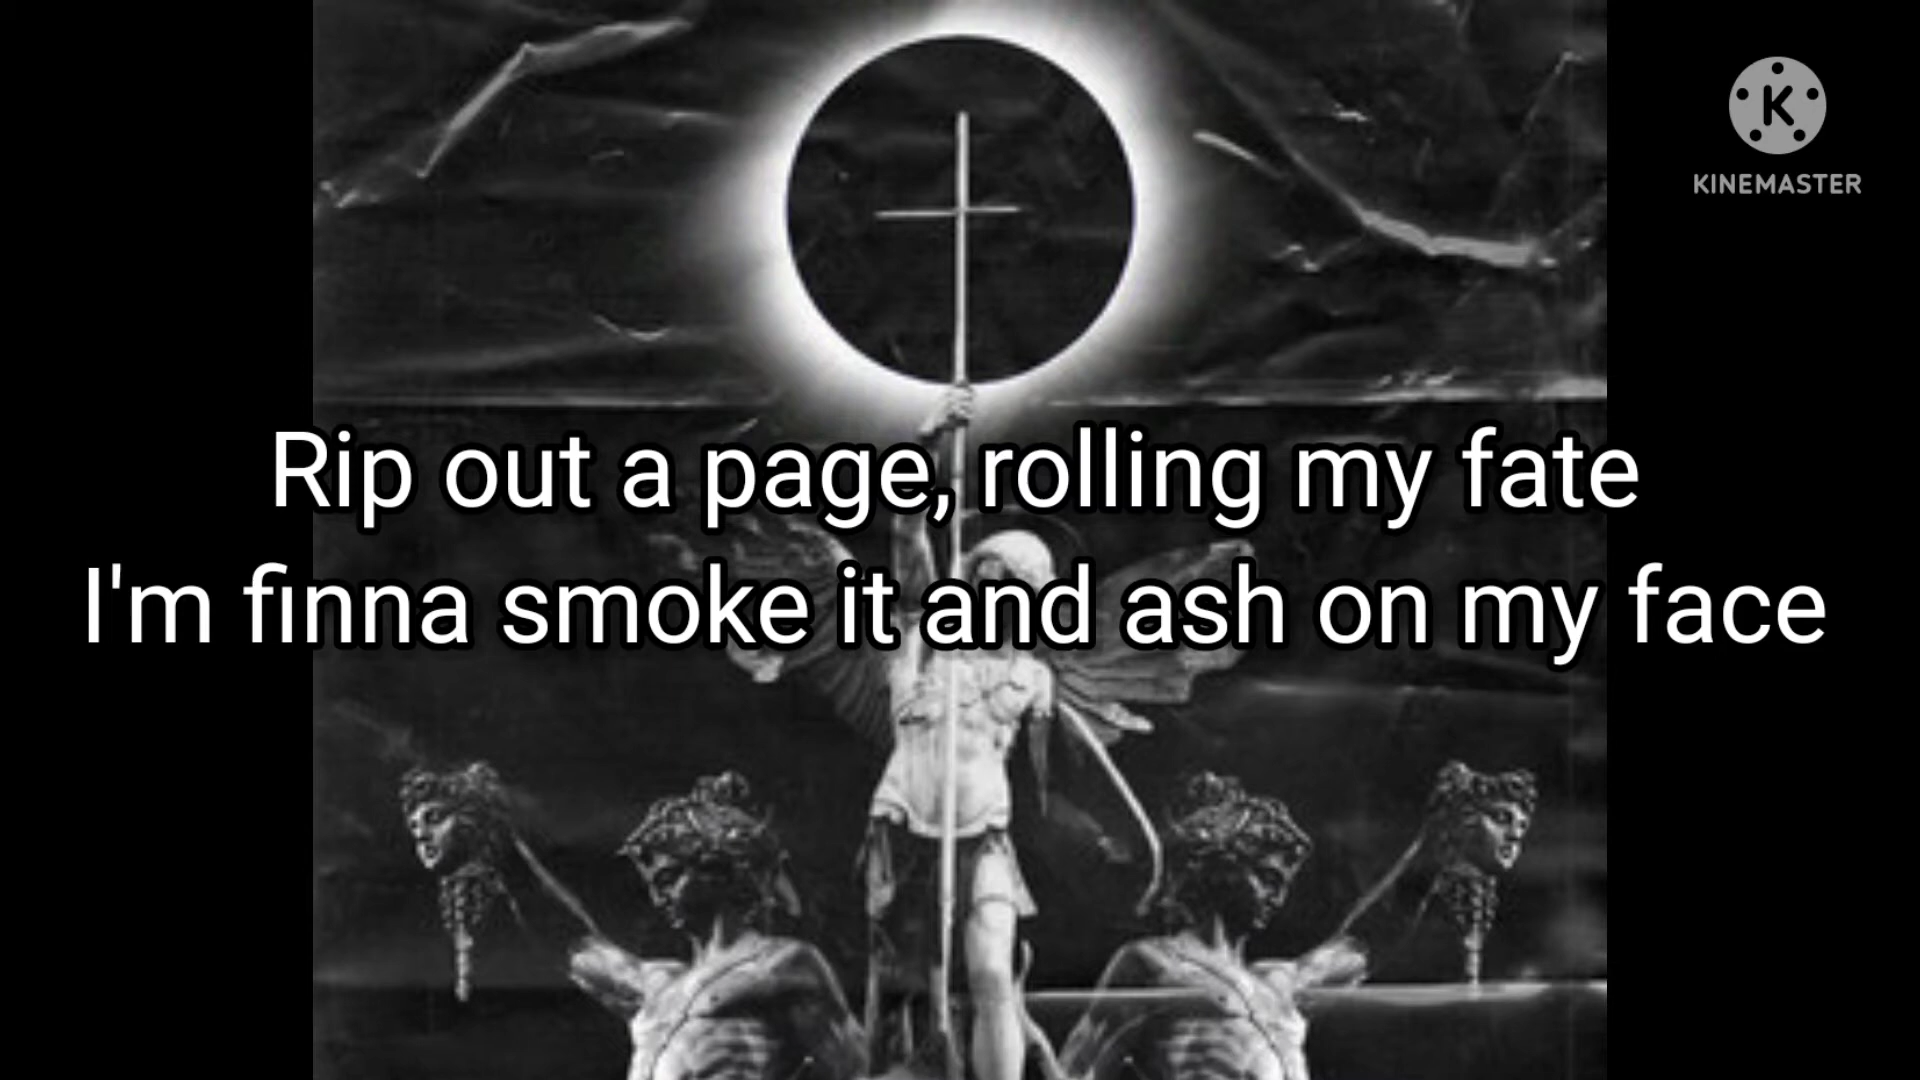 KINEMASTER
Rip out a page, rolling my fate
I'm finna smoke it and ash on my face